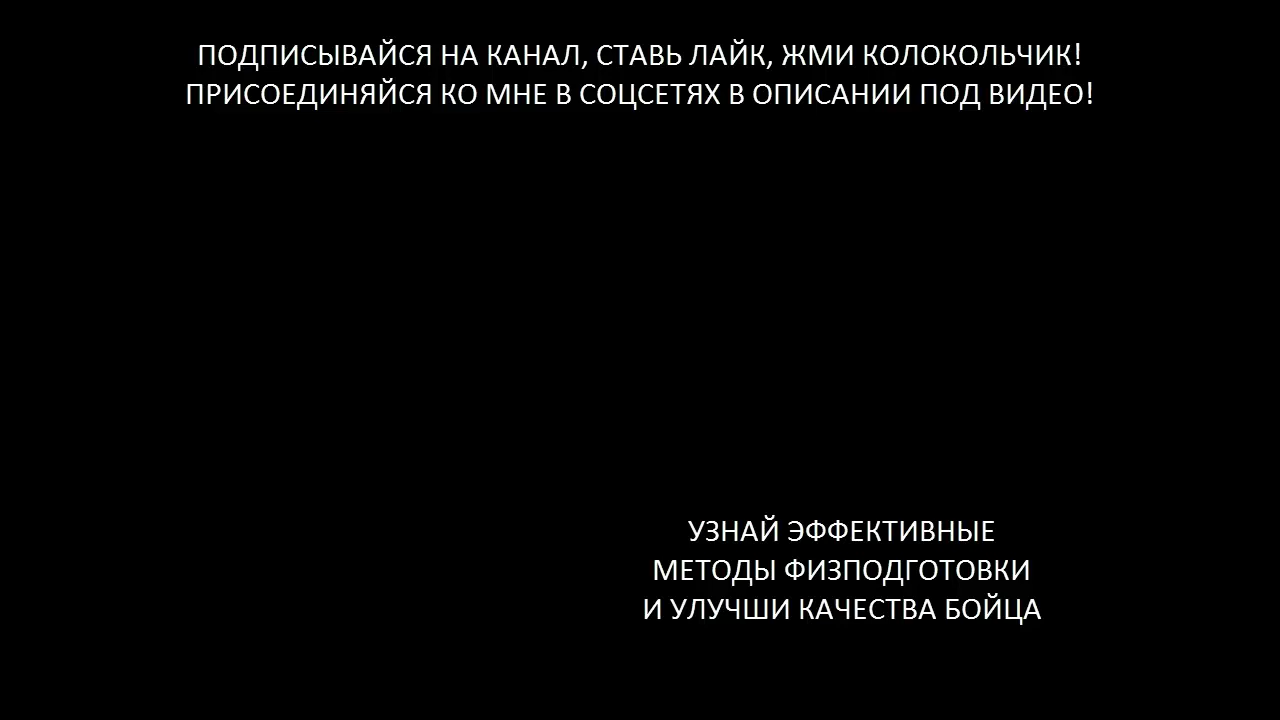 ПОДПИСЫВАЙСЯ НА КАНАЛ, СТАВЬ ЛАЙК, ЖМИ КОЛОКОЛЬЧИК!
ПРИСОЕДИНЯЙСЯ КО МНЕ В СОЦСЕТЯХ В ОПИСАНИИ ПОД ВИДЕО!
УЗНАЙ ЭФФЕКТИВНЫЕ
МЕТОДЫ ФИЗПОДГОТОВКИ
И УЛУЧШИ КАЧЕСТВА БОЙЦА